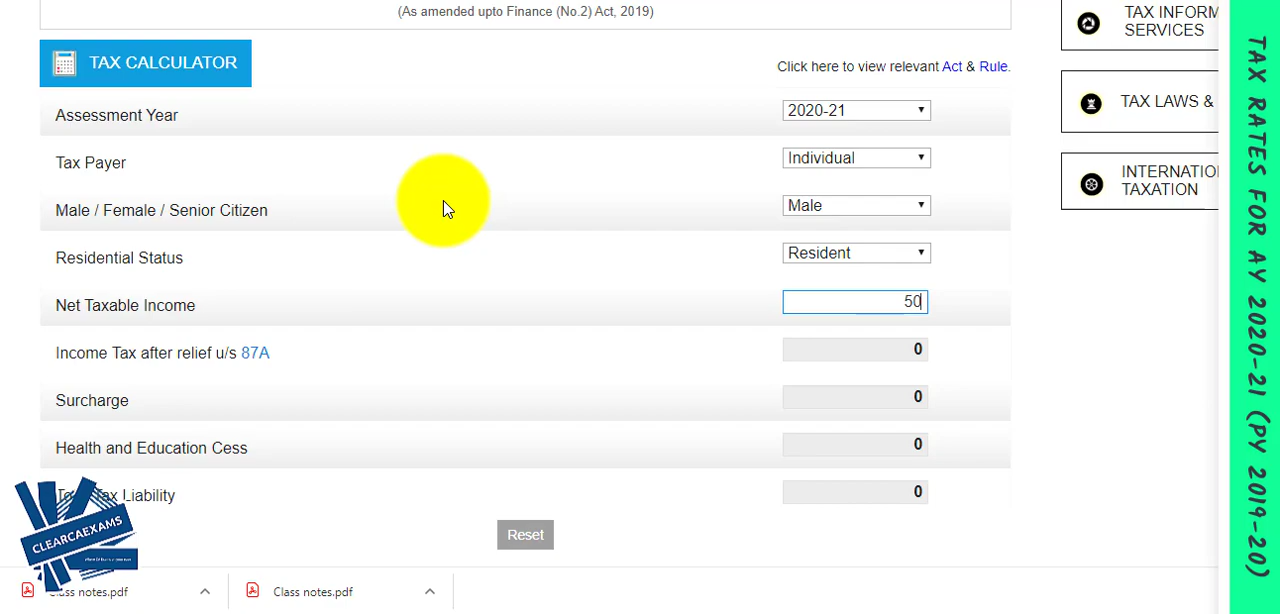 (As amended upto Finance (No.2) Act, 2019)
TAX CALCULATOR
Click here to view relevant Act & Rule.
Assessment Year
2020-21
Tax Payer
Individual
Male / Female / Senior Citizen
Male
Residential Status
Resident
Net Taxable Income
50
Income Tax after relief u/s 87A
0
Surcharge
0
Health and Education Cess
0
Tax Liability
0
Reset
CLEARCAEXAMS
Class notes.pdf
Class notes.pdf
TAX INFORM
SERVICES
TAX LAWS &
INTERNATIO
TAXATION
TAX RATES FOR AY 2020-21 (PY 2019-20)